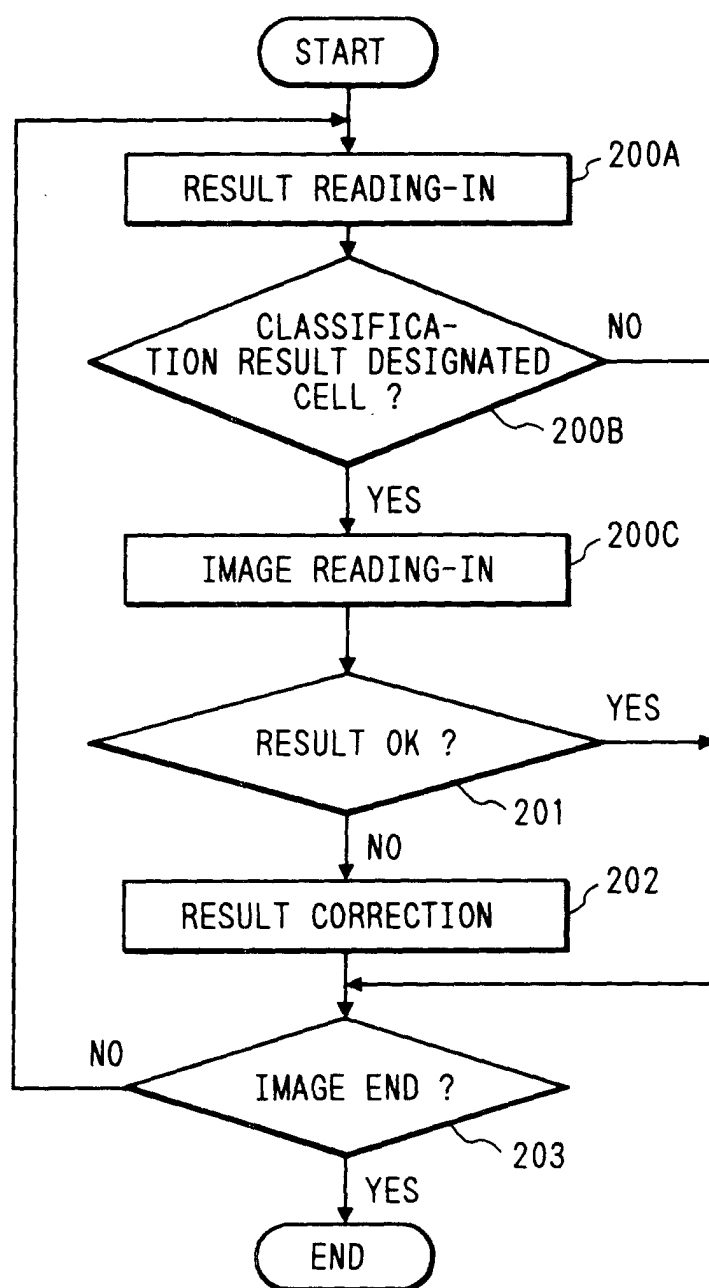 START
RESULT READING-IN
200A
CLASSIFICA-
TION RESULT DESIGNATED
CELL ?
NO
200B
YES
IMAGE READING-IN
200C
RESULT OK ?
YES
201
NO
RESULT CORRECTION
202
NO
IMAGE END ?
203
YES
END